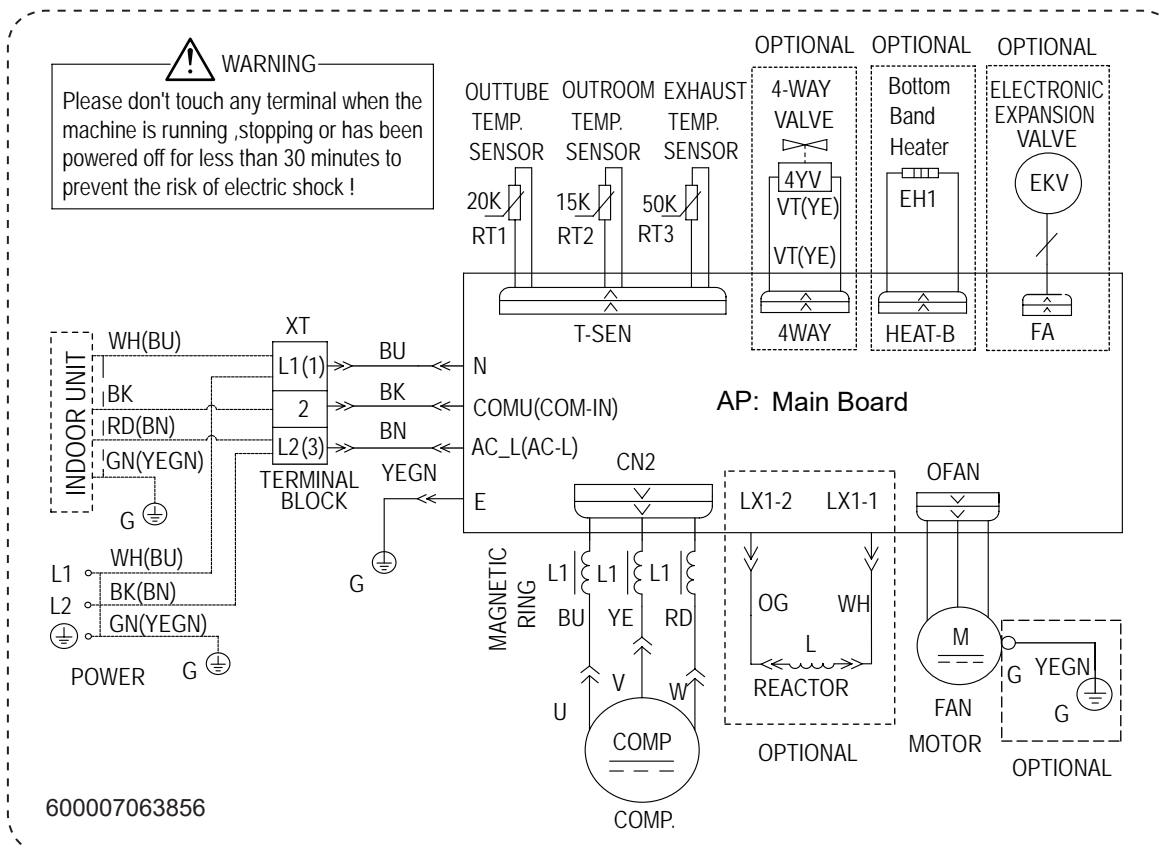 WARNING
Please don't touch any terminal when the
machine is running ,stopping or has been
powered off for less than 30 minutes to
prevent the risk of electric shock !
OUTTUBE
TEMP.
SENSOR
OUTROOM
TEMP.
SENSOR
EXHAUST
TEMP.
SENSOR
20K
RT1
15K
RT2
50K
RT3
T-SEN
OPTIONAL
4-WAY
VALVE
4YV
VT(YE)
VT(YE)
4WAY
OPTIONAL
Bottom
Band
Heater
EH1
HEAT-B
OPTIONAL
ELECTRONIC
EXPANSION
VALVE
EKV
FA
INDOOR UNIT
WH(BU)
BK
RD(BN)
GN(YEGN)
G
XT
L1(1)
2
L2(3)
TERMINAL
BLOCK
BU
BK
BN
YEGN
G
N
COMU(COM-IN)
AC_L(AC-L)
E
AP: Main Board
L1
L2
WH(BU)
BK(BN)
GN(YEGN)
G
POWER
CN2
MAGNETIC
RING
L1
L1
L1
BU
YE
RD
U
V
W
COMP
COMP.
LX1-2
LX1-1
OG
WH
L
REACTOR
OPTIONAL
OFAN
M
FAN
MOTOR
G
YEGN
G
OPTIONAL
600007063856